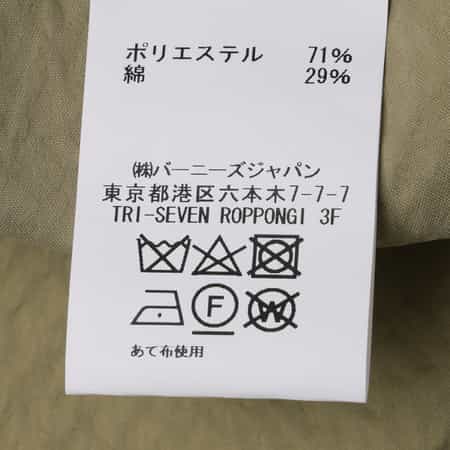 ポリエステル 71%
綿 29%
㈱バーニーズジャパン
東京都港区六本木7-7-7
TRI-SEVEN ROPPONGI 3F
F W
あて布使用